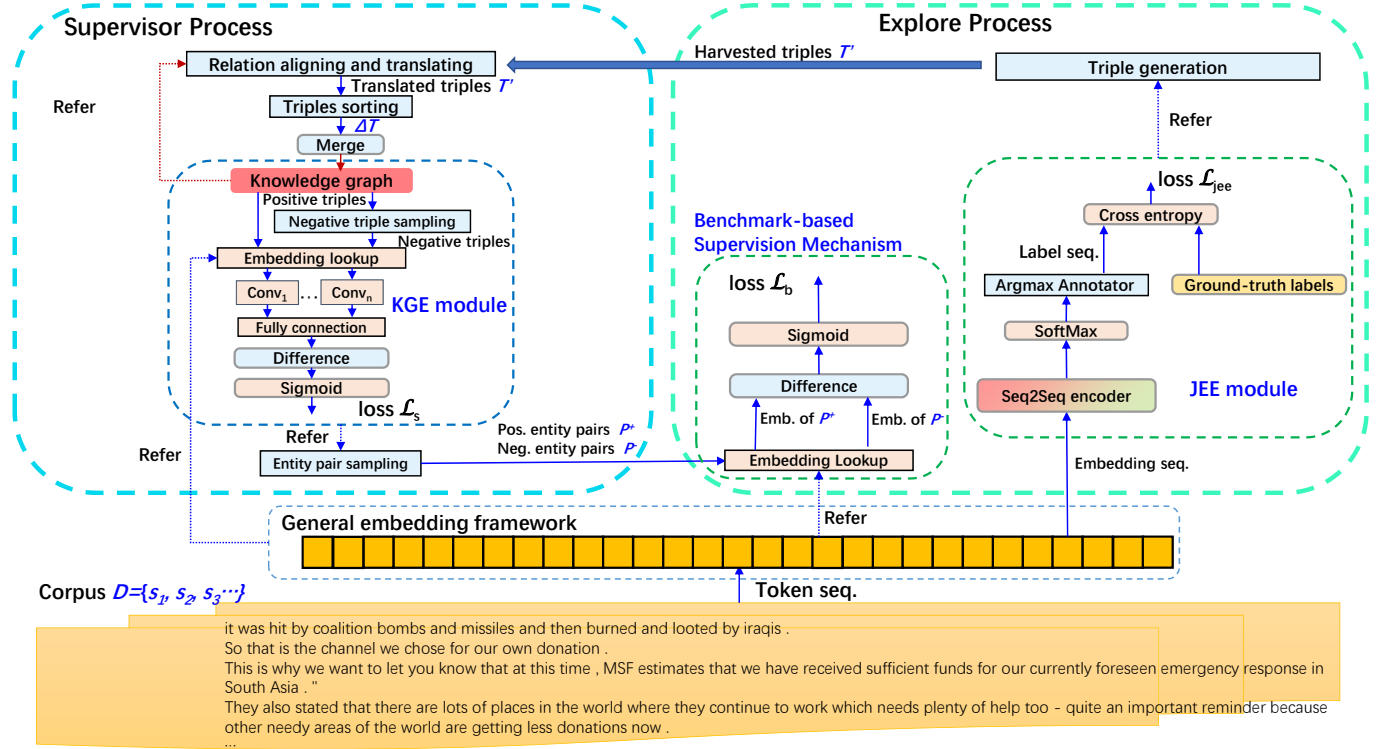 Supervisor Process
Relation aligning and translating
Translated triples T'
Refer
Triples sorting
ΔT
Merge
Knowledge graph
Positive triples
Negative triple sampling
Negative triples
Embedding lookup
Conv1 ... Convn
KGE module
Fully connection
Difference
Sigmoid
loss ℒs
Refer
Refer
Entity pair sampling
Pos. entity pairs P+
Neg. entity pairs P-
Explore Process
Harvested triples T'
Triple generation
Refer
loss ℒjee
Cross entropy
Label seq.
Argmax Annotator
Ground-truth labels
SoftMax
Seq2Seq encoder
JEE module
Embedding seq.
Benchmark-based
Supervision Mechanism
loss ℒb
Sigmoid
Difference
Emb. of P+
Emb. of P-
Embedding Lookup
Refer
General embedding framework
Token seq.
Corpus D={s1, s2, s3···}
it was hit by coalition bombs and missiles and then burned and looted by iraqis .
So that is the channel we chose for our own donation .
This is why we want to let you know that at this time , MSF estimates that we have received sufficient funds for our currently foreseen emergency response in
South Asia . "
They also stated that there are lots of places in the world where they continue to work which needs plenty of help too - quite an important reminder because
other needy areas of the world are getting less donations now .
...